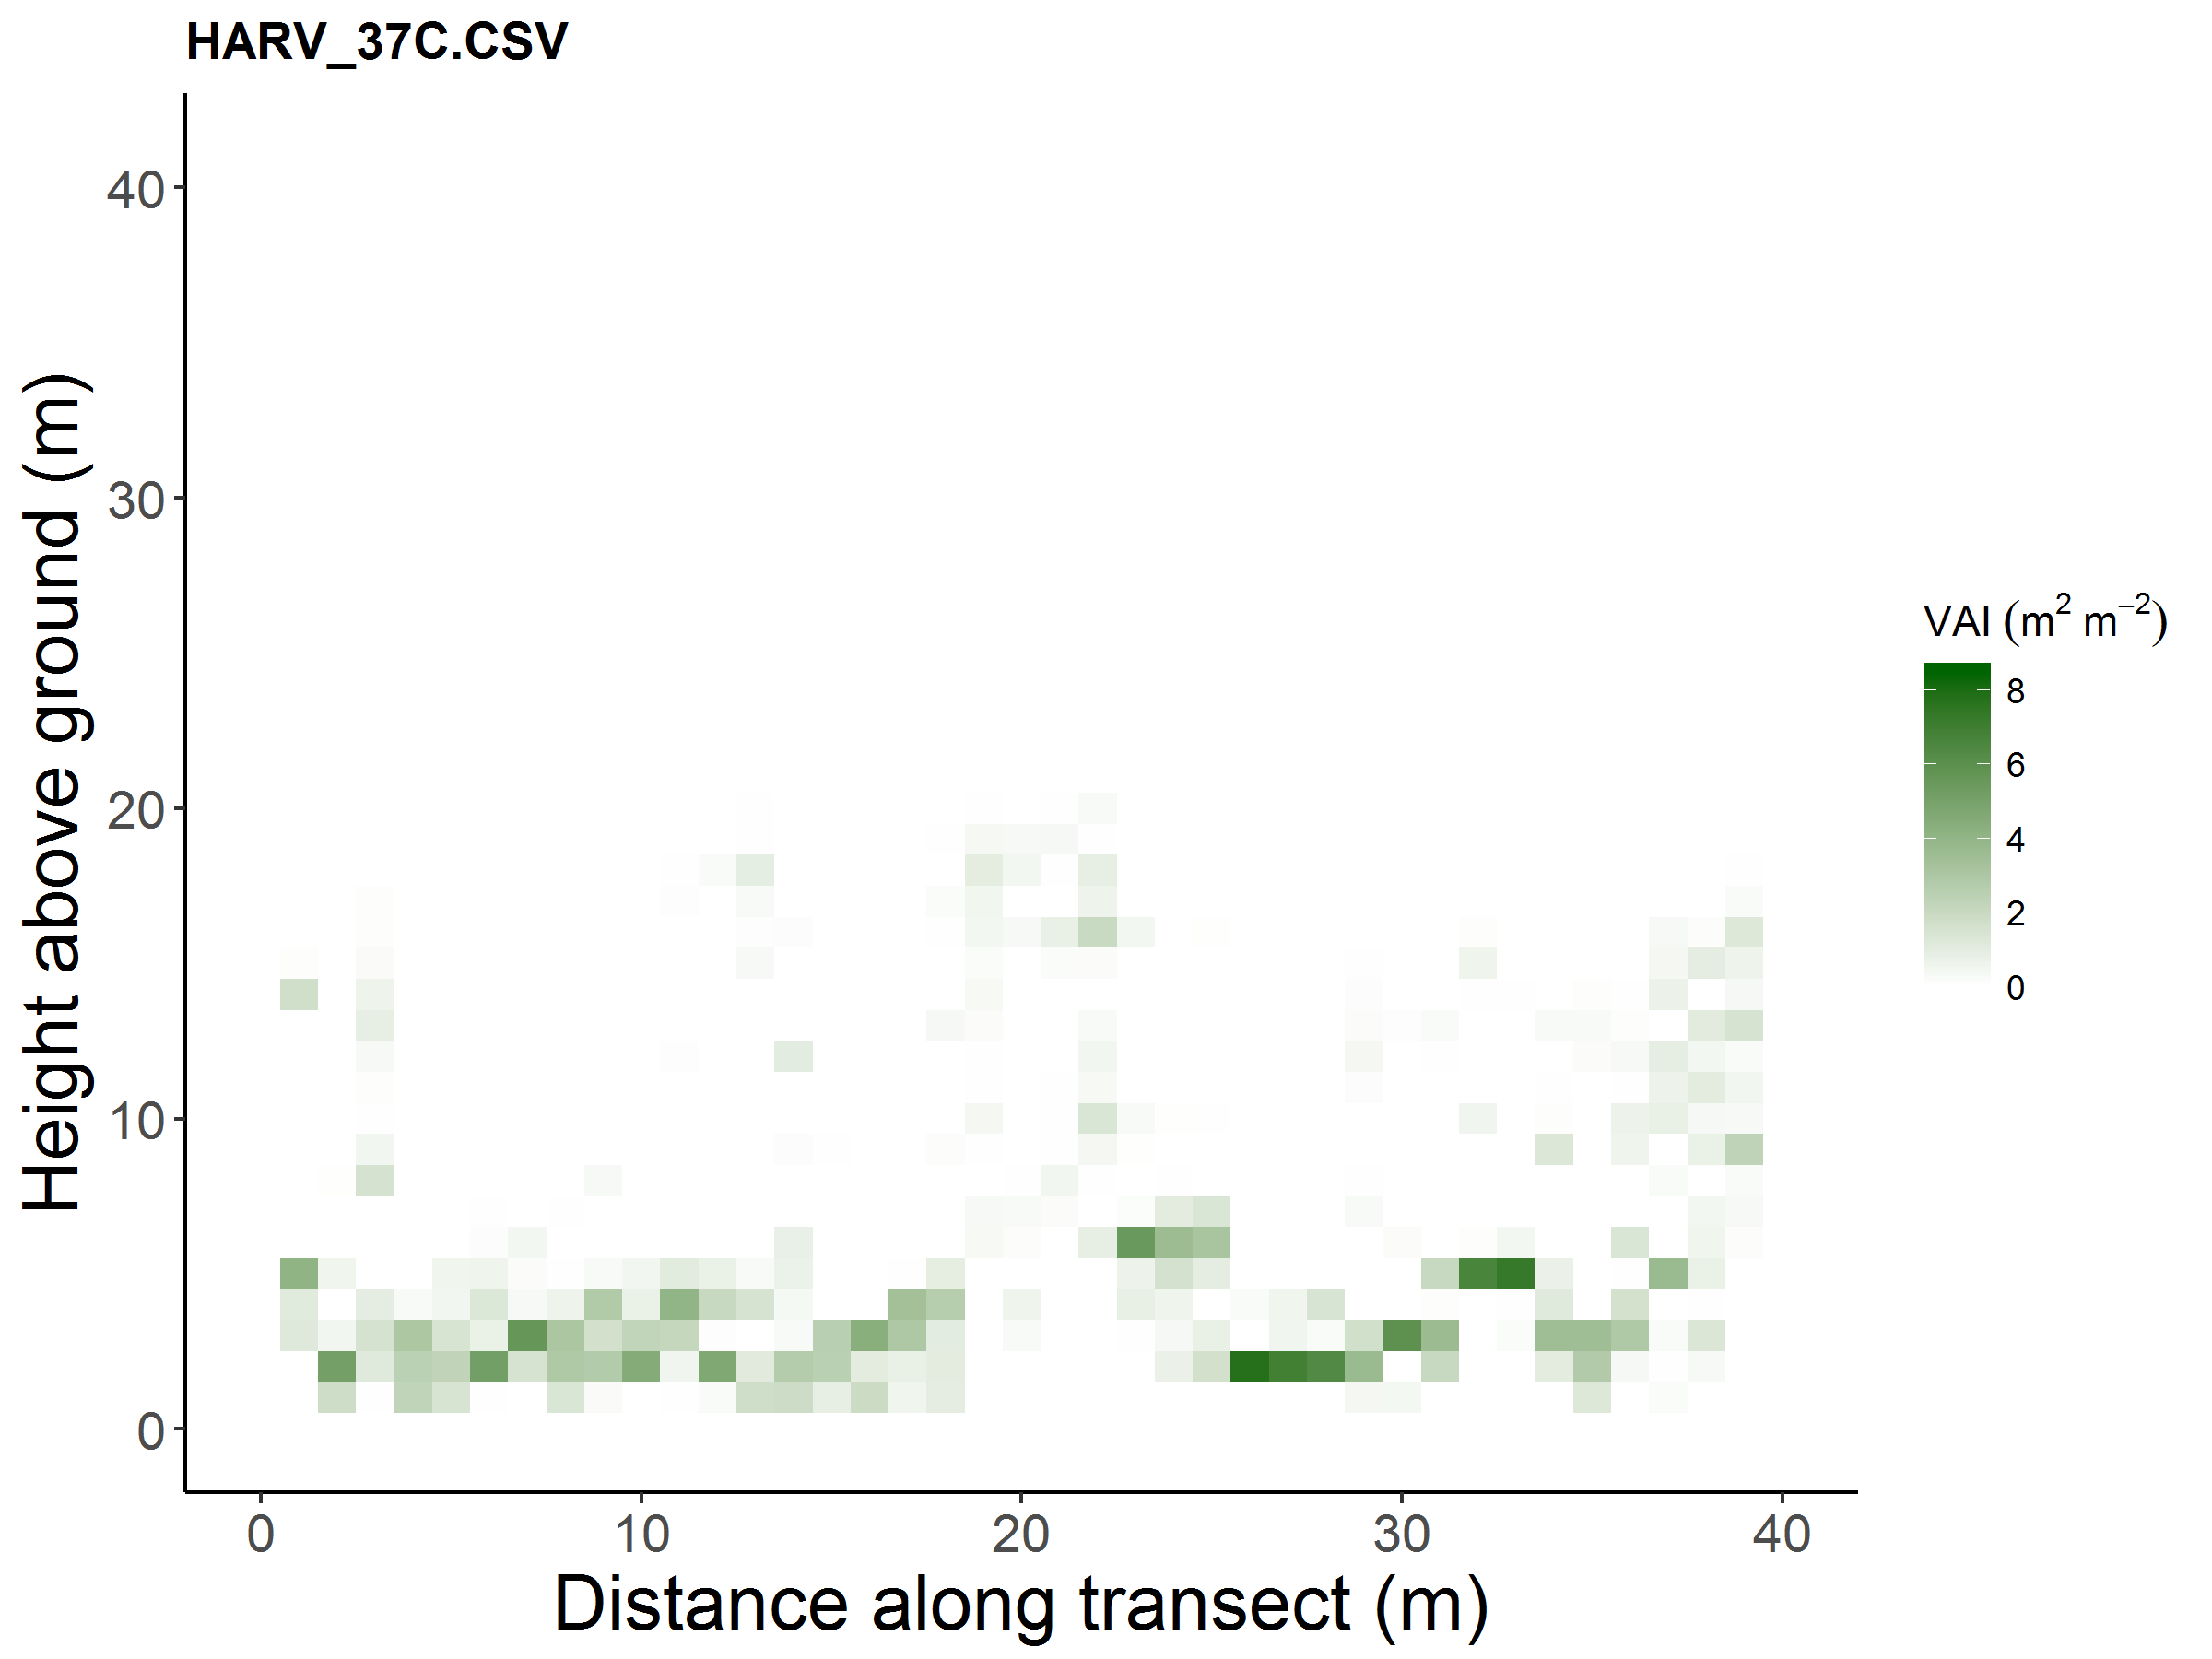 HARV_37C.CSV
Height above ground (m)
40
30
20
10
0
0 10 20 30 40
Distance along transect (m)
VAI (m² m⁻²)
8
6
4
2
0